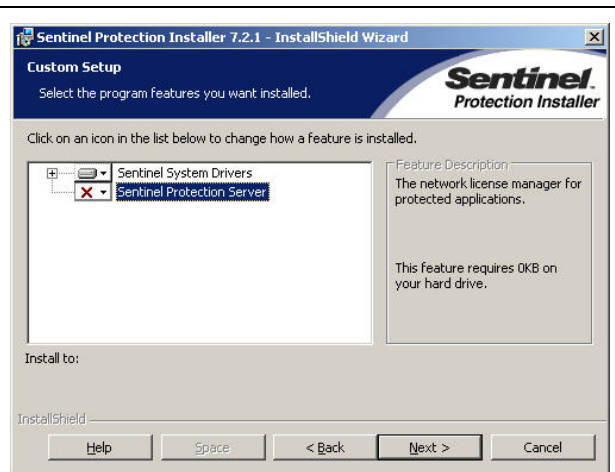 Sentinel Protection Installer 7.2.1 - InstallShield Wizard
Custom Setup
Select the program features you want installed.
Sentinel.
Protection Installer
Click on an icon in the list below to change how a feature is installed.
Sentinel System Drivers
Sentinel Protection Server
Feature Description
The network license manager for
protected applications.
This feature requires 0KB on
your hard drive.
Install to:
InstallShield
Help
Space
< Back
Next >
Cancel